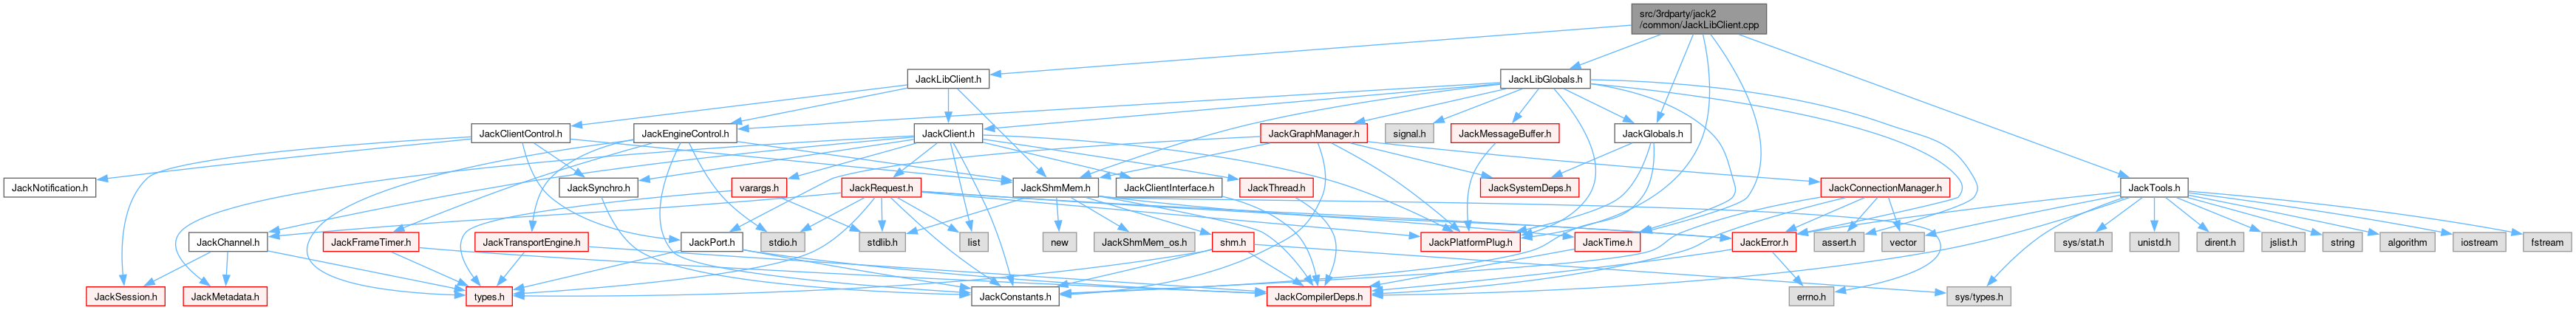 src/3rdparty/jack2
/common/JackLibClient.cpp
JackLibClient.h
JackLibGlobals.h
JackClientControl.h
JackEngineControl.h
JackClient.h
JackGraphManager.h
signal.h
JackMessageBuffer.h
JackGlobals.h
JackNotification.h
JackSynchro.h
varargs.h
JackRequest.h
JackShmMem.h
JackClientInterface.h
JackThread.h
JackSystemDeps.h
JackConnectionManager.h
JackTools.h
JackChannel.h
JackFrameTimer.h
JackTransportEngine.h
JackPort.h
stdio.h
stdlib.h
list
new
JackShmMem_os.h
shm.h
JackPlatformPlug.h
JackTime.h
JackError.h
assert.h
vector
sys/stat.h
unistd.h
dirent.h
jslist.h
string
algorithm
iostream
fstream
JackSession.h
JackMetadata.h
types.h
JackConstants.h
JackCompilerDeps.h
errno.h
sys/types.h